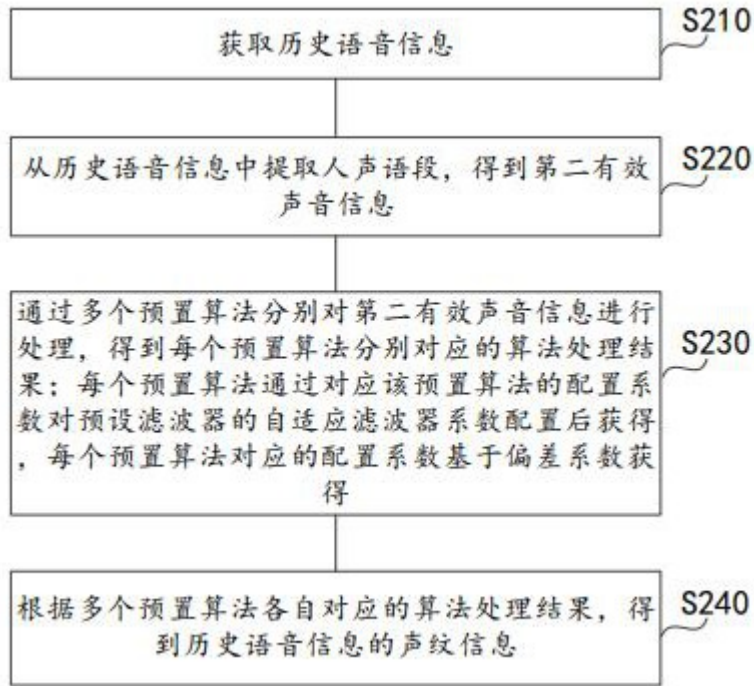 获取历史语音信息
S210
从历史语音信息中提取人声语段，得到第二有效
声音信息
S220
通过多个预置算法分别对第二有效声音信息进行
处理，得到每个预置算法分别对应的算法处理结
果；每个预置算法通过对应该预置算法的配置系
数对预设滤波器的自适应滤波器系数配置后获得
，每个预置算法对应的配置系数基于偏差系数获
得
S230
根据多个预置算法各自对应的算法处理结果，得
到历史语音信息的声纹信息
S240